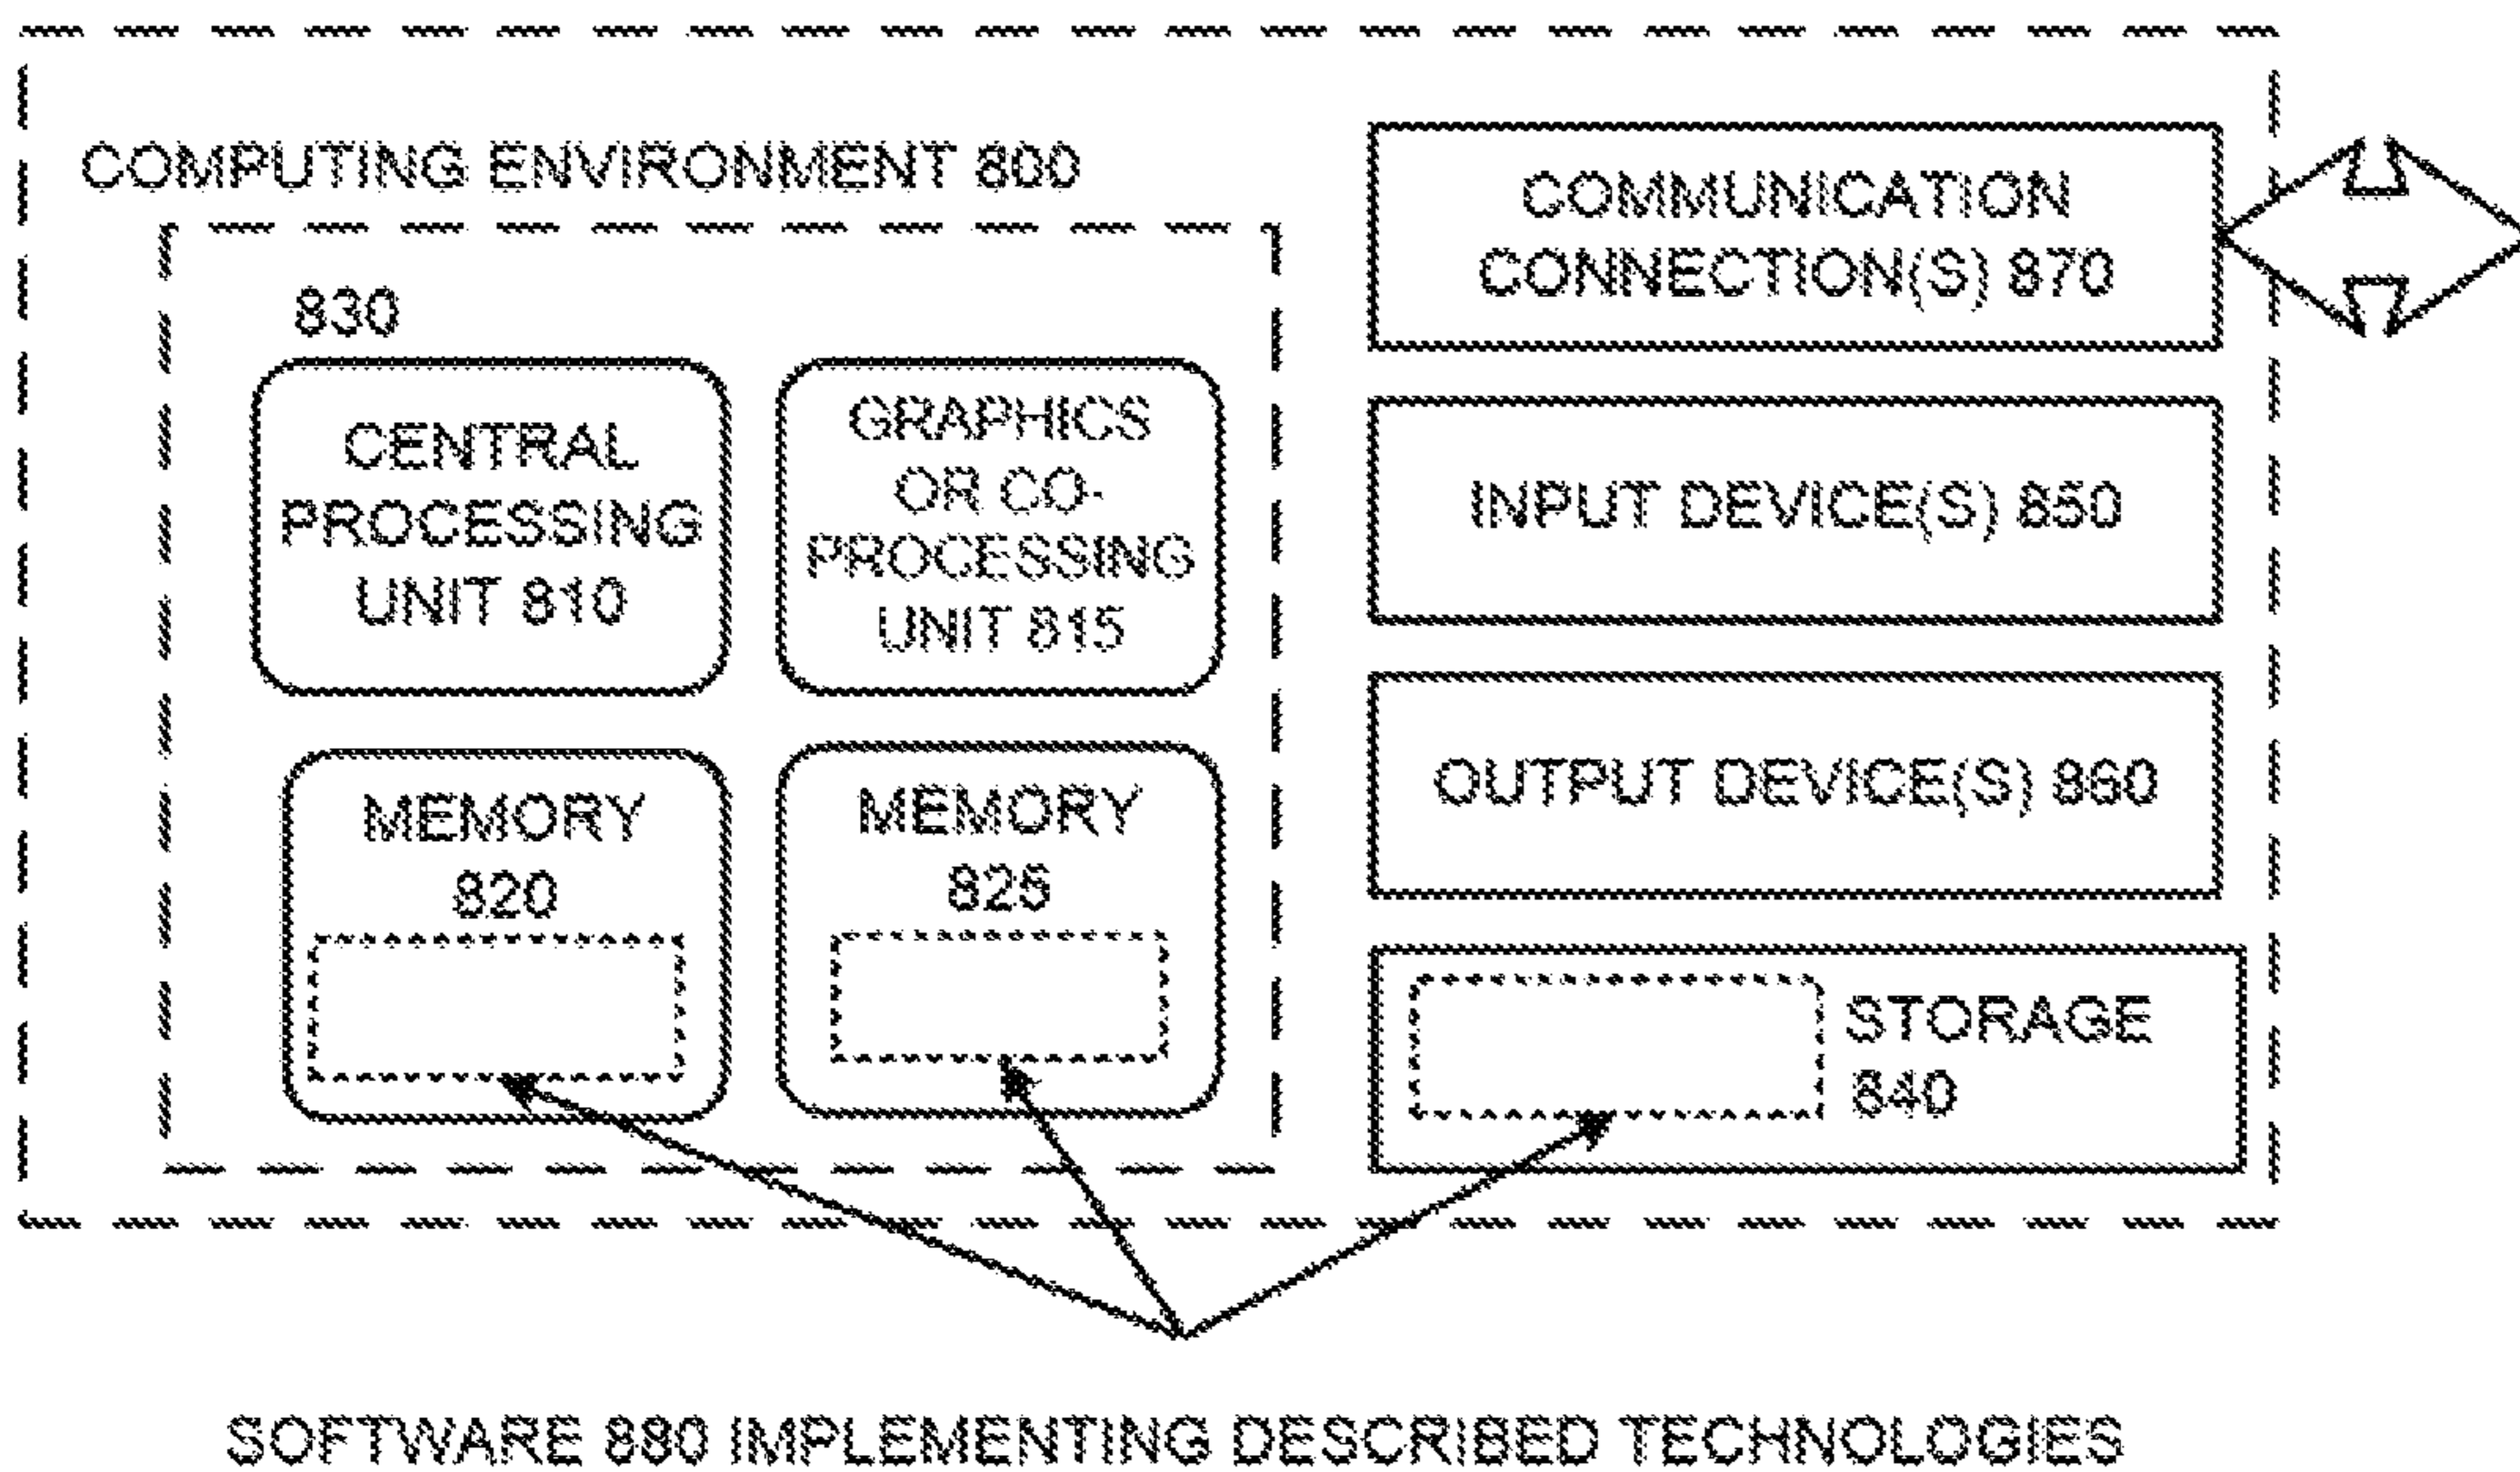 COMPUTING ENVIRONMENT 800
830
CENTRAL
PROCESSING
UNIT 810
GRAPHICS
OR CO-
PROCESSING
UNIT 815
MEMORY
820
MEMORY
825
COMMUNICATION
CONNECTION(S) 870
INPUT DEVICE(S) 850
OUTPUT DEVICE(S) 860
STORAGE
840
SOFTWARE 880 IMPLEMENTING DESCRIBED TECHNOLOGIES